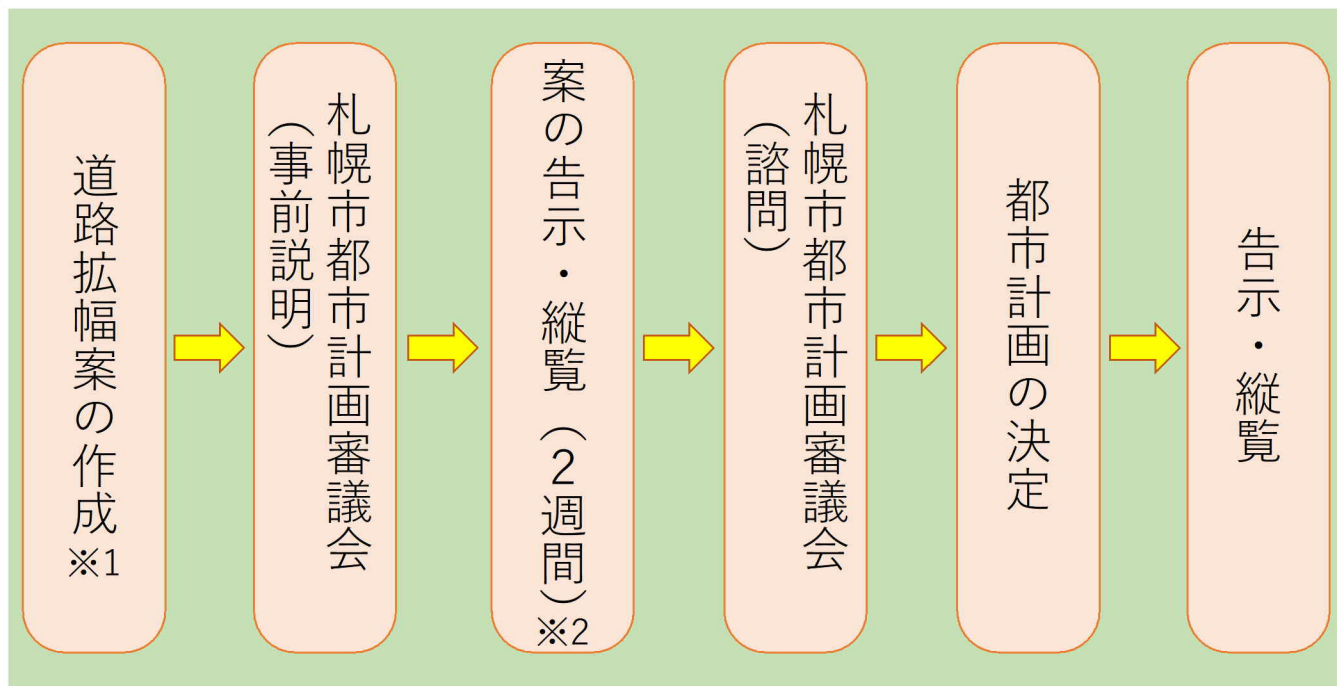 道路拡幅案の作成※1
札幌市都市計画審議会
（事前説明）
案の告示・縦覧（２週間）※2
札幌市都市計画審議会
（諮問）
都市計画の決定
告示・縦覧